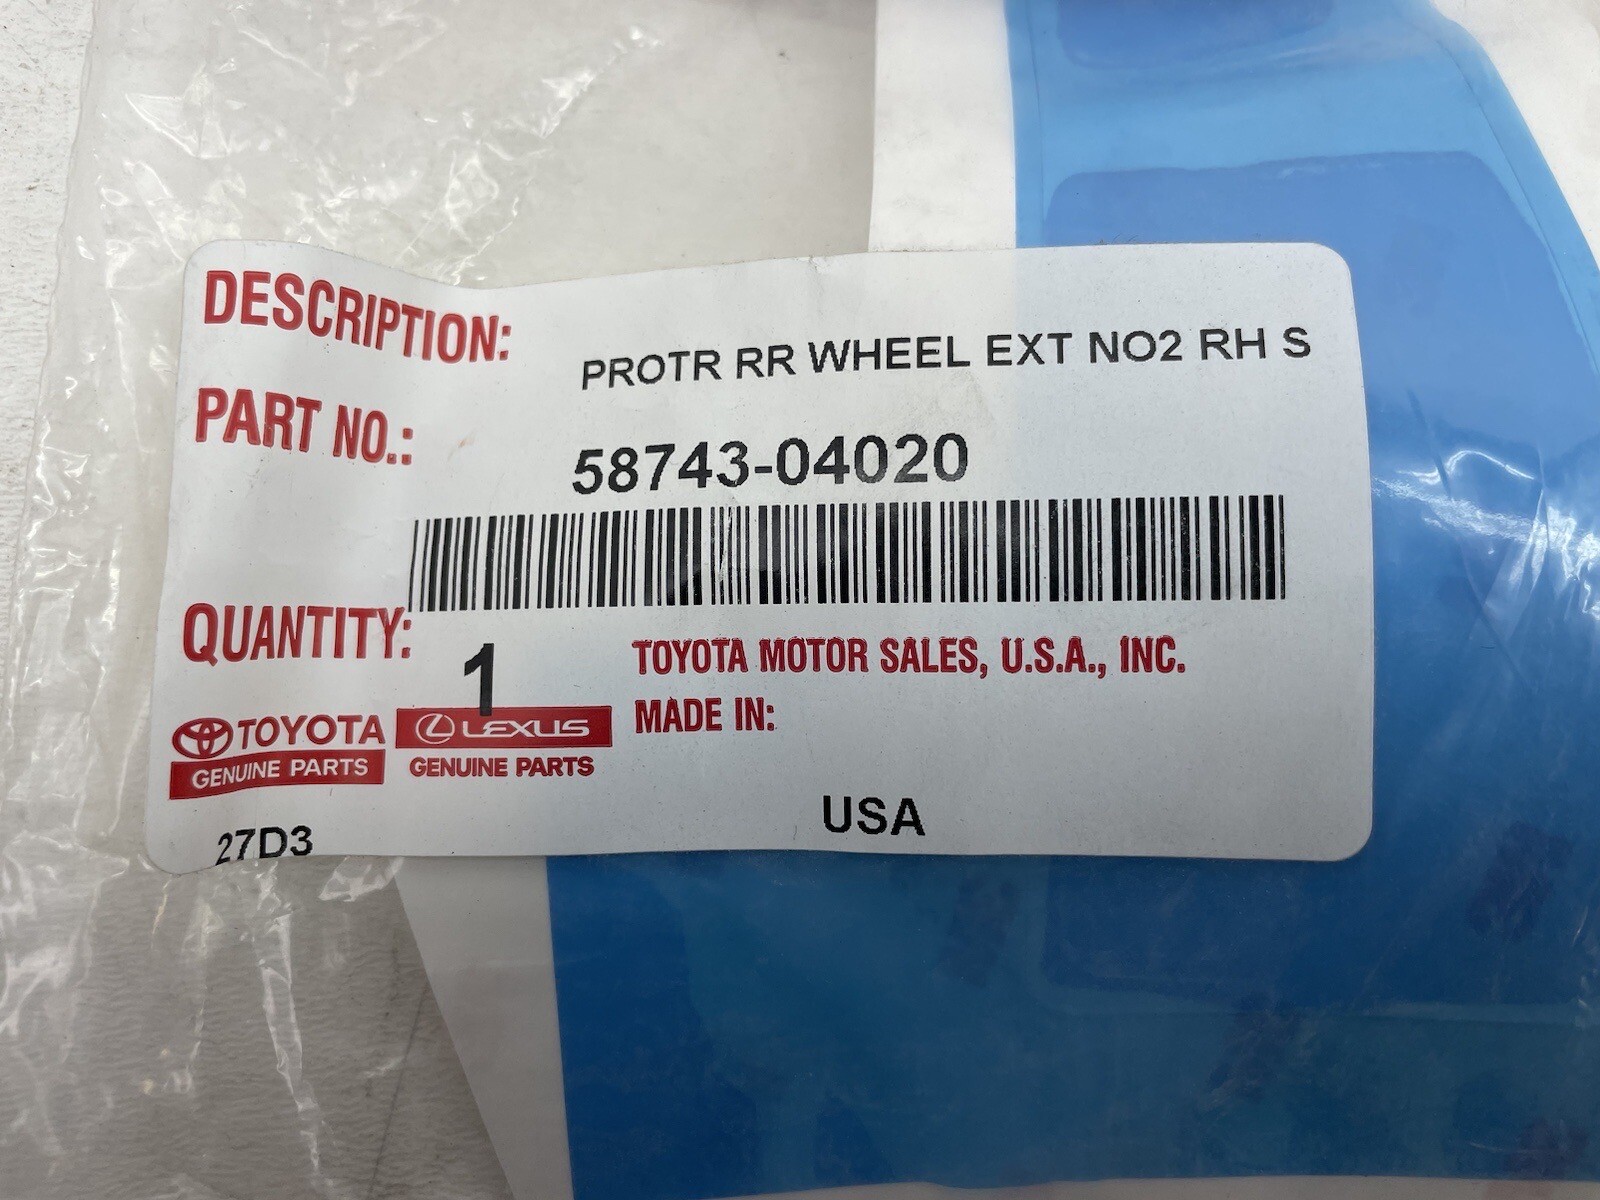 DESCRIPTION:
PROTR RR WHEEL EXT NO2 RH S
PART NO.:
58743-04020
QUANTITY:
1
TOYOTA MOTOR SALES, U.S.A., INC.
MADE IN:
TOYOTA
GENUINE PARTS
LEXUS
GENUINE PARTS
USA
27D3